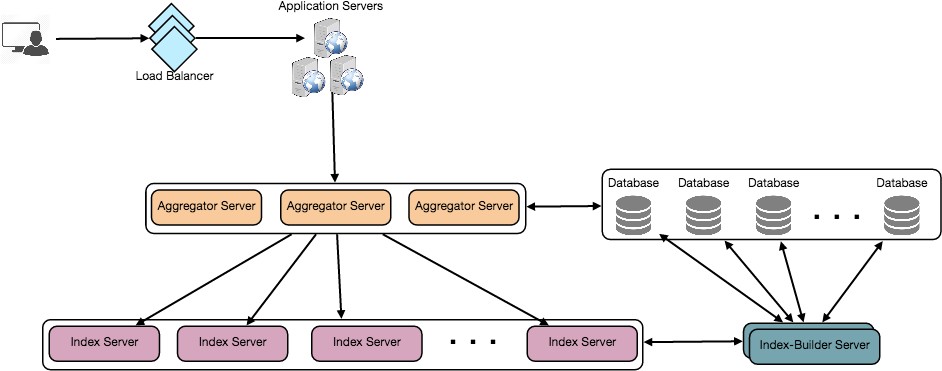 Application Servers
Load Balancer
Aggregator Server
Aggregator Server
Aggregator Server
Database
Database
Database
Database
Index Server
Index Server
Index Server
Index Server
Index-Builder Server